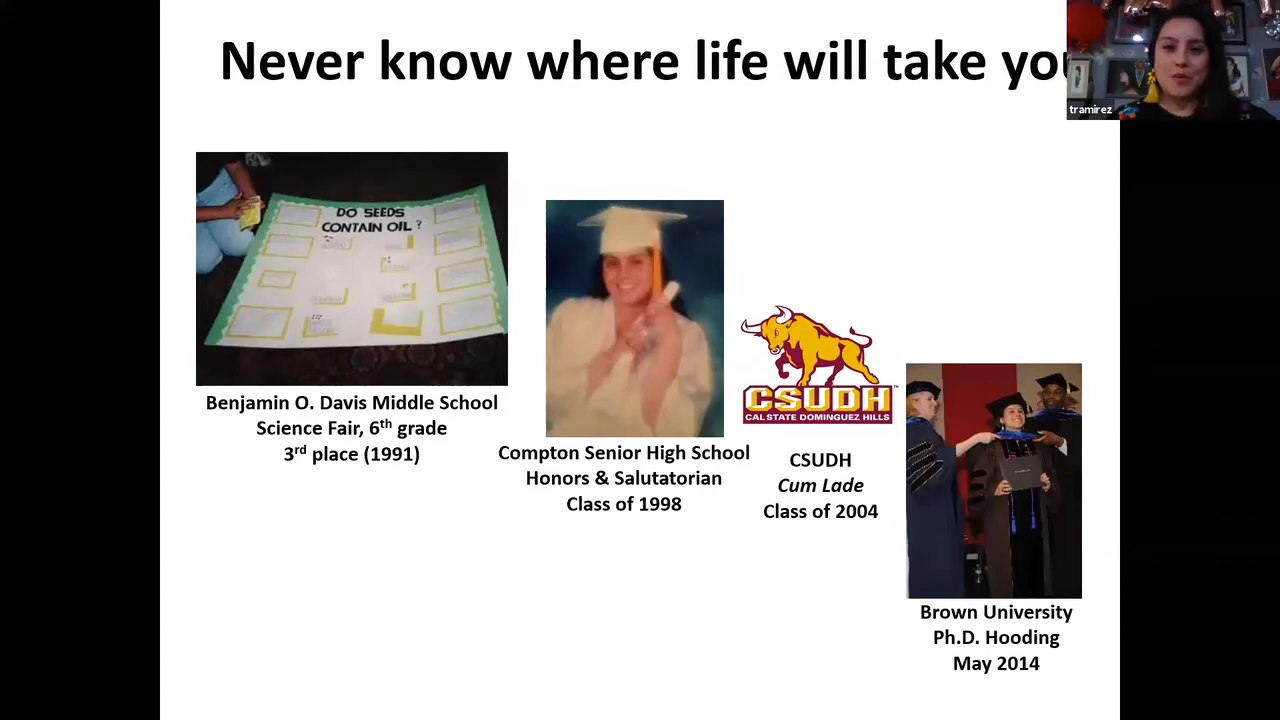 Never know where life will take you
tramirez
DO SEEDS
CONTAIN OIL?
Benjamin O. Davis Middle School
Science Fair, 6th grade
3rd place (1991)
Compton Senior High School
Honors & Salutatorian
Class of 1998
CSUDH
CAL STATE DOMINGUEZ HILLS
CSUDH
Cum Lade
Class of 2004
Brown University
Ph.D. Hooding
May 2014